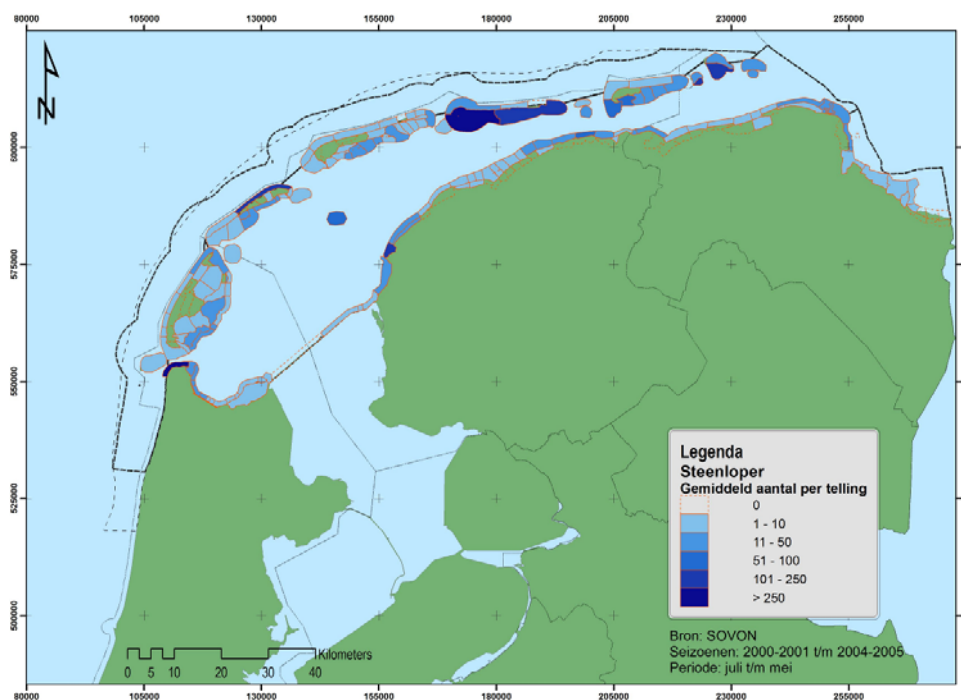 80000 105000 130000 155000 180000 205000 230000 255000
600000
575000
550000
525000
500000
N
Legenda
Steenloper
Gemiddeld aantal per telling
0
1 - 10
11 - 50
51 - 100
101 - 250
> 250
Bron: SOVON
Seizoenen: 2000-2001 t/m 2004-2005
Periode: juli t/m mei
Kilometers
0 5 10 20 30 40
80000 105000 130000 155000 180000 205000 230000 255000